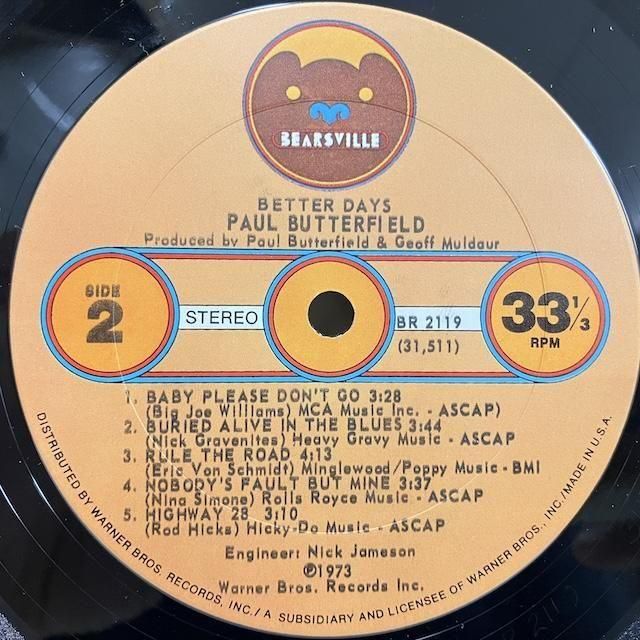 BEARSVILLE
BETTER DAYS
PAUL BUTTERFIELD
Produced by Paul Butterfield & Geoff Muldaur
SIDE
2
STEREO
BR 2119
(31,511)
33 1/3
RPM
1. BABY PLEASE DON'T GO 3:28
(Big Joe Williams) MCA Music Inc. - ASCAP)
2. BURIED ALIVE IN THE BLUES 3:44
(Nick Gravenites) Heavy Gravy Music - ASCAP
3. RULE THE ROAD 4:13
(Eric Von Schmidt) Minglewood/Poppy Music - BMI
4. NOBODY'S FAULT BUT MINE 3:37
(Nina Simone) Rolls Royce Music - ASCAP
5. HIGHWAY 28 3:10
(Rod Hicks) Hicky-Do Music - ASCAP
Engineer: Nick Jameson
℗1973
Warner Bros. Records Inc.
DISTRIBUTED BY WARNER BROS. RECORDS, INC./A SUBSIDIARY AND LICENSEE OF WARNER BROS., INC./MADE IN U.S.A.